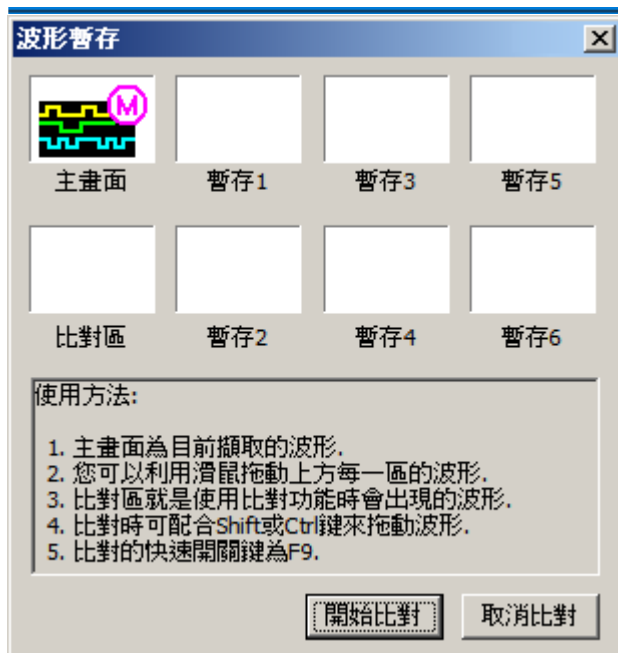 波形暫存
M
主畫面 暫存1 暫存3 暫存5
比對區 暫存2 暫存4 暫存6
使用方法:
1. 主畫面為目前擷取的波形.
2. 您可以利用滑鼠拖動上方每一區的波形.
3. 比對區就是使用比對功能時會出現的波形.
4. 比對時可配合Shift或Ctrl鍵來拖動波形.
5. 比對的快速開關鍵為F9.
開始比對 取消比對